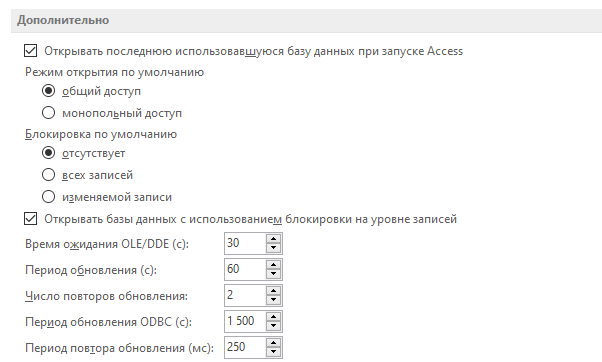 Дополнительно
Открывать последнюю использовавшуюся базу данных при запуске Access
Режим открытия по умолчанию
общий доступ
монопольный доступ
Блокировка по умолчанию
отсутствует
всех записей
изменяемой записи
Открывать базы данных с использованием блокировки на уровне записей
Время ожидания OLE/DDE (с): 30
Период обновления (с): 60
Число повторов обновления: 2
Период обновления ODBC (с): 1 500
Период повтора обновления (мс): 250